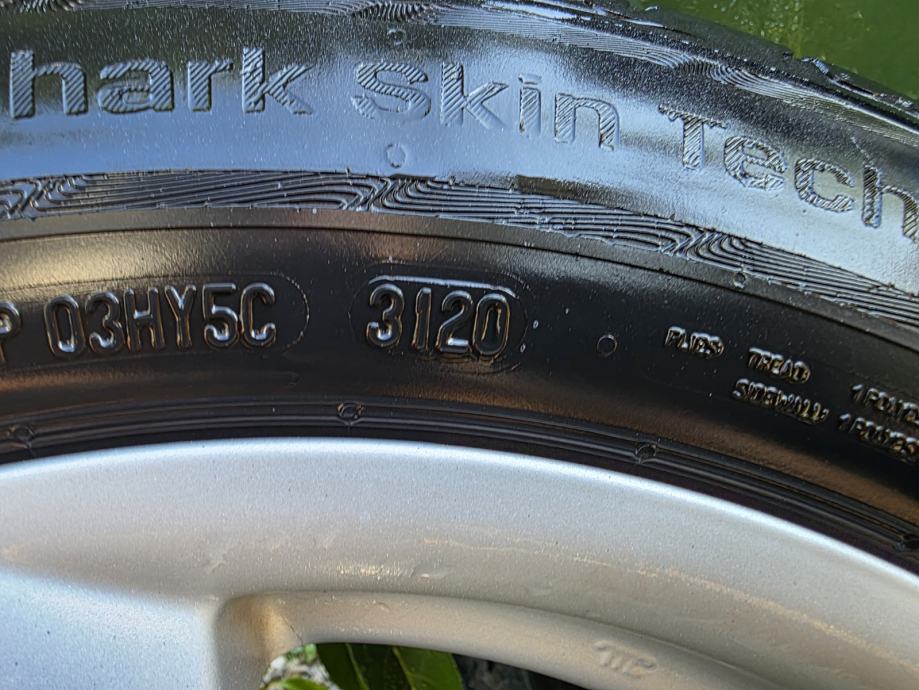 hark Skin Tech
P 03HY5C 3120
PLIES TREAD
SIDEWALL: